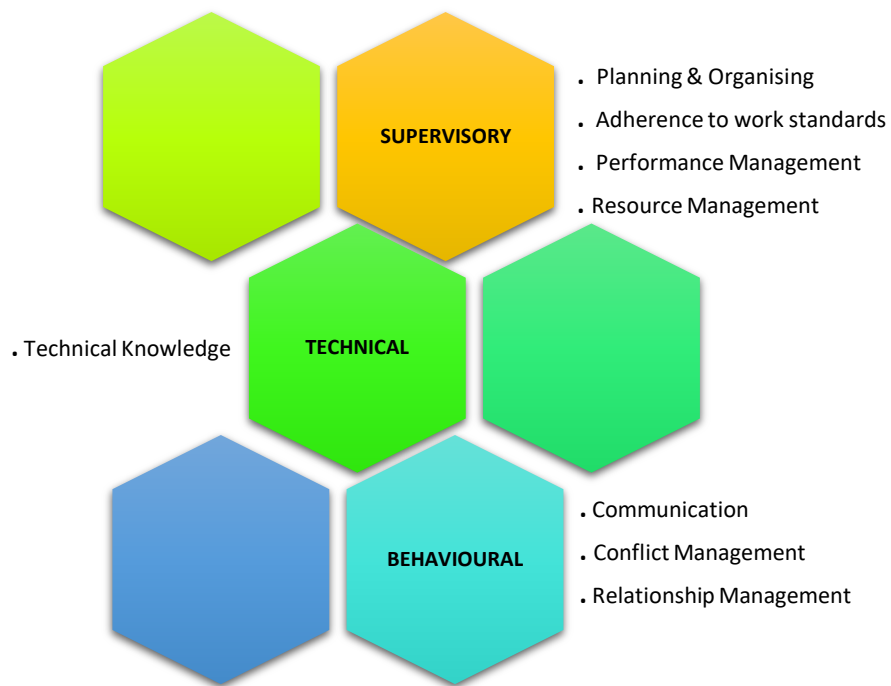 SUPERVISORY
. Planning & Organising
. Adherence to work standards
. Performance Management
. Resource Management
. Technical Knowledge
TECHNICAL
BEHAVIOURAL
. Communication
. Conflict Management
. Relationship Management